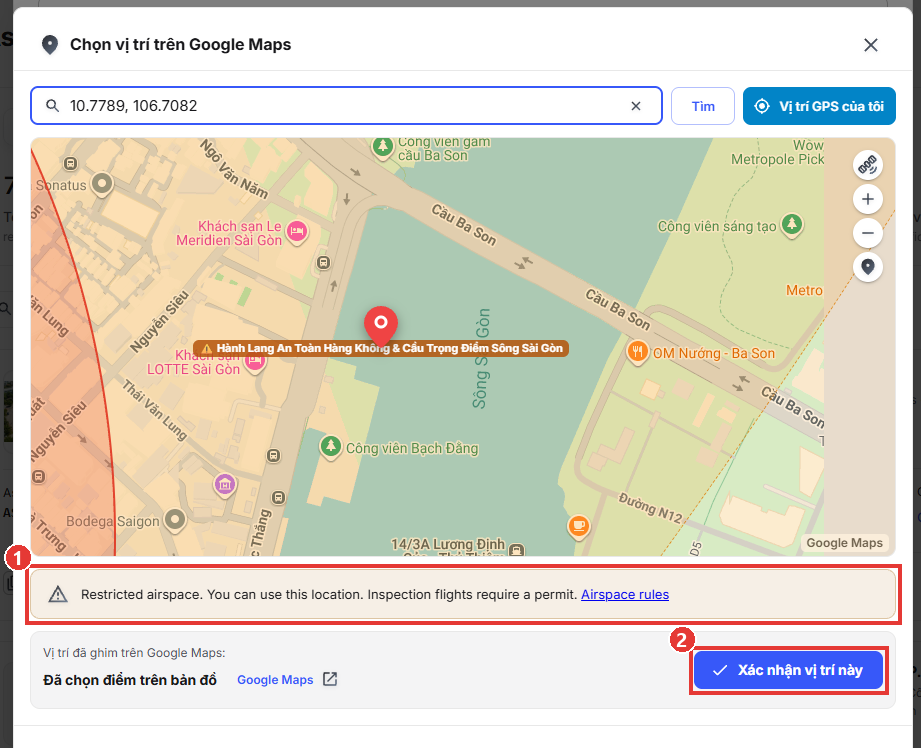 Chọn vị trí trên Google Maps
10.7789, 106.7082
Tìm
Vị trí GPS của tôi
Công viên gầm
cầu Ba Son
Wow
Metropole Pick
Ngô Văn Năm
Sonatus
Cầu Ba Son
Khách sạn Le
Meridien Sài Gòn
Công viên sáng tạo
Metro
Cầu Ba Son
Nguyễn Siêu
Văn Lung
Hành Lang An Toàn Hàng Không & Cầu Trọng Điểm Sông Sài Gòn
Khách sạn
LOTTE Sài Gòn
Sông Sài Gòn
OM Nướng - Ba Son
Cầu Ba Son
Thái Văn Lung
Nguyễn Siêu
Công viên Bạch Đằng
Đường N12
Bodega Saigon
c Thắng
14/3A Lương Định
D5
Google Maps
1
Restricted airspace. You can use this location. Inspection flights require a permit. Airspace rules
2
Vị trí đã ghim trên Google Maps:
Đã chọn điểm trên bản đồ
Google Maps
Xác nhận vị trí này